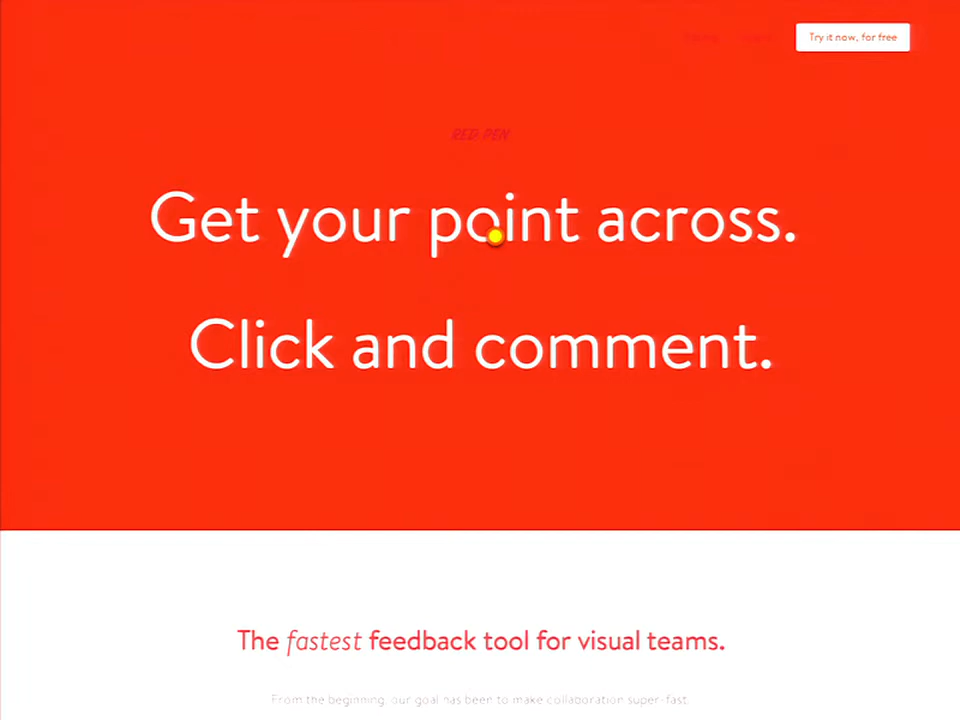 Try it now, for free
RED PEN
Get your point across.
Click and comment.
The fastest feedback tool for visual teams.
From the beginning, our goal has been to make collaboration super-fast.